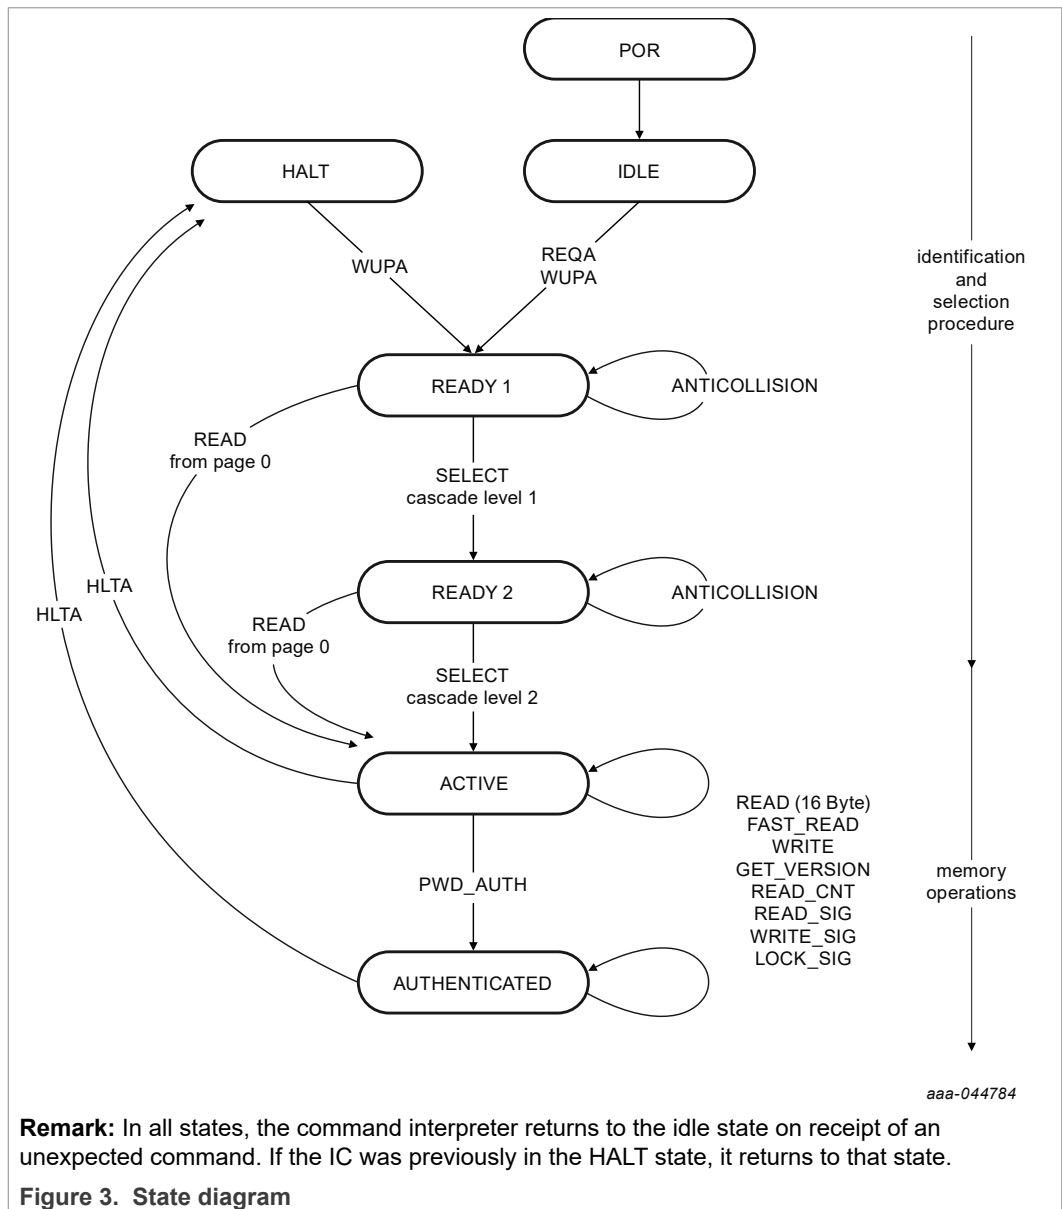 POR
HALT
IDLE
WUPA
REQA
WUPA
identification
and
selection
procedure
READY 1
ANTICOLLISION
READ
from page 0
SELECT
cascade level 1
READY 2
ANTICOLLISION
HLTA
HLTA
READ
from page 0
SELECT
cascade level 2
ACTIVE
READ (16 Byte)
FAST_READ
WRITE
GET_VERSION
READ_CNT
READ_SIG
WRITE_SIG
LOCK_SIG
memory
operations
PWD_AUTH
AUTHENTICATED
aaa-044784
Remark: In all states, the command interpreter returns to the idle state on receipt of an
unexpected command. If the IC was previously in the HALT state, it returns to that state.
Figure 3. State diagram